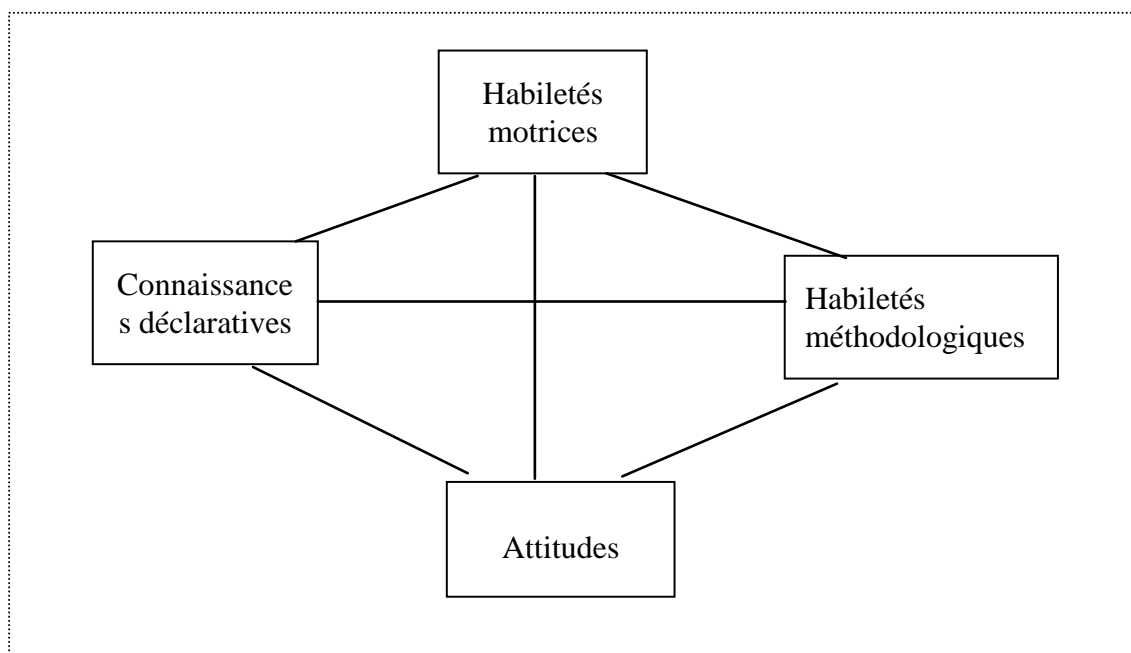 Habiletés
motrices
Connaissance
s déclaratives
Habiletés
méthodologiques
Attitudes